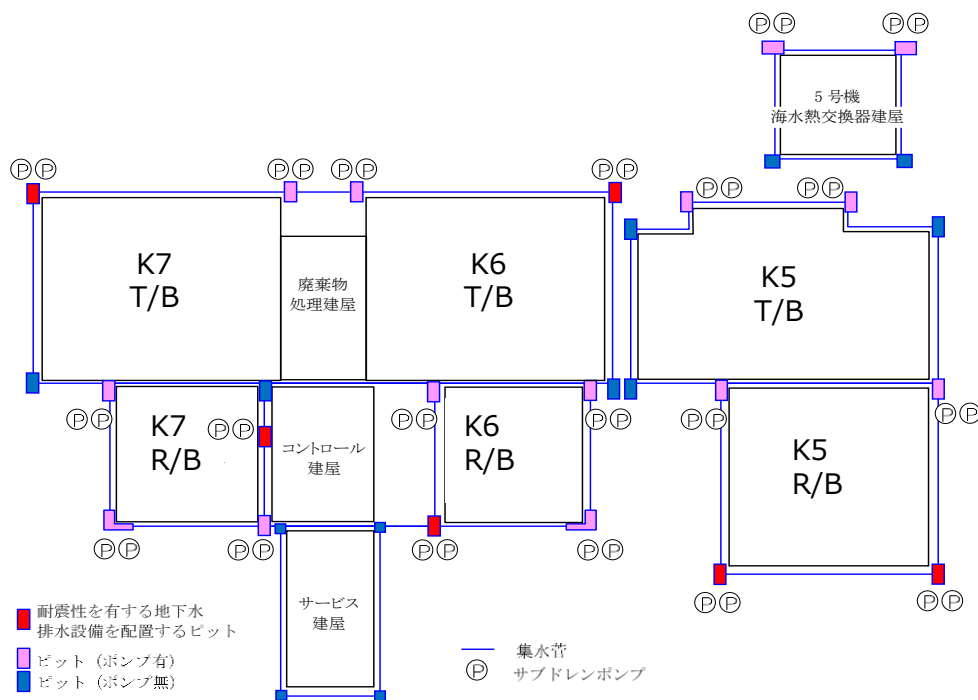 ⓅⓅ ⓅⓅ
5 号機
海水熱交換器建屋
ⓅⓅ ⓅⓅ ⓅⓅ ⓅⓅ
ⓅⓅ ⓅⓅ
K7
T/B
廃棄物
処理建屋
K6
T/B
K5
T/B
ⓅⓅ ⓅⓅ ⓅⓅ ⓅⓅ ⓅⓅ ⓅⓅ
K7
R/B
コントロール
建屋
K6
R/B
K5
R/B
ⓅⓅ ⓅⓅ ⓅⓅ ⓅⓅ
ⓅⓅ ⓅⓅ
サービス
建屋
耐震性を有する地下水
排水設備を配置するピット
ピット (ポンプ有)
ピット (ポンプ無)
集水菅
Ⓟ サブドレンポンプ